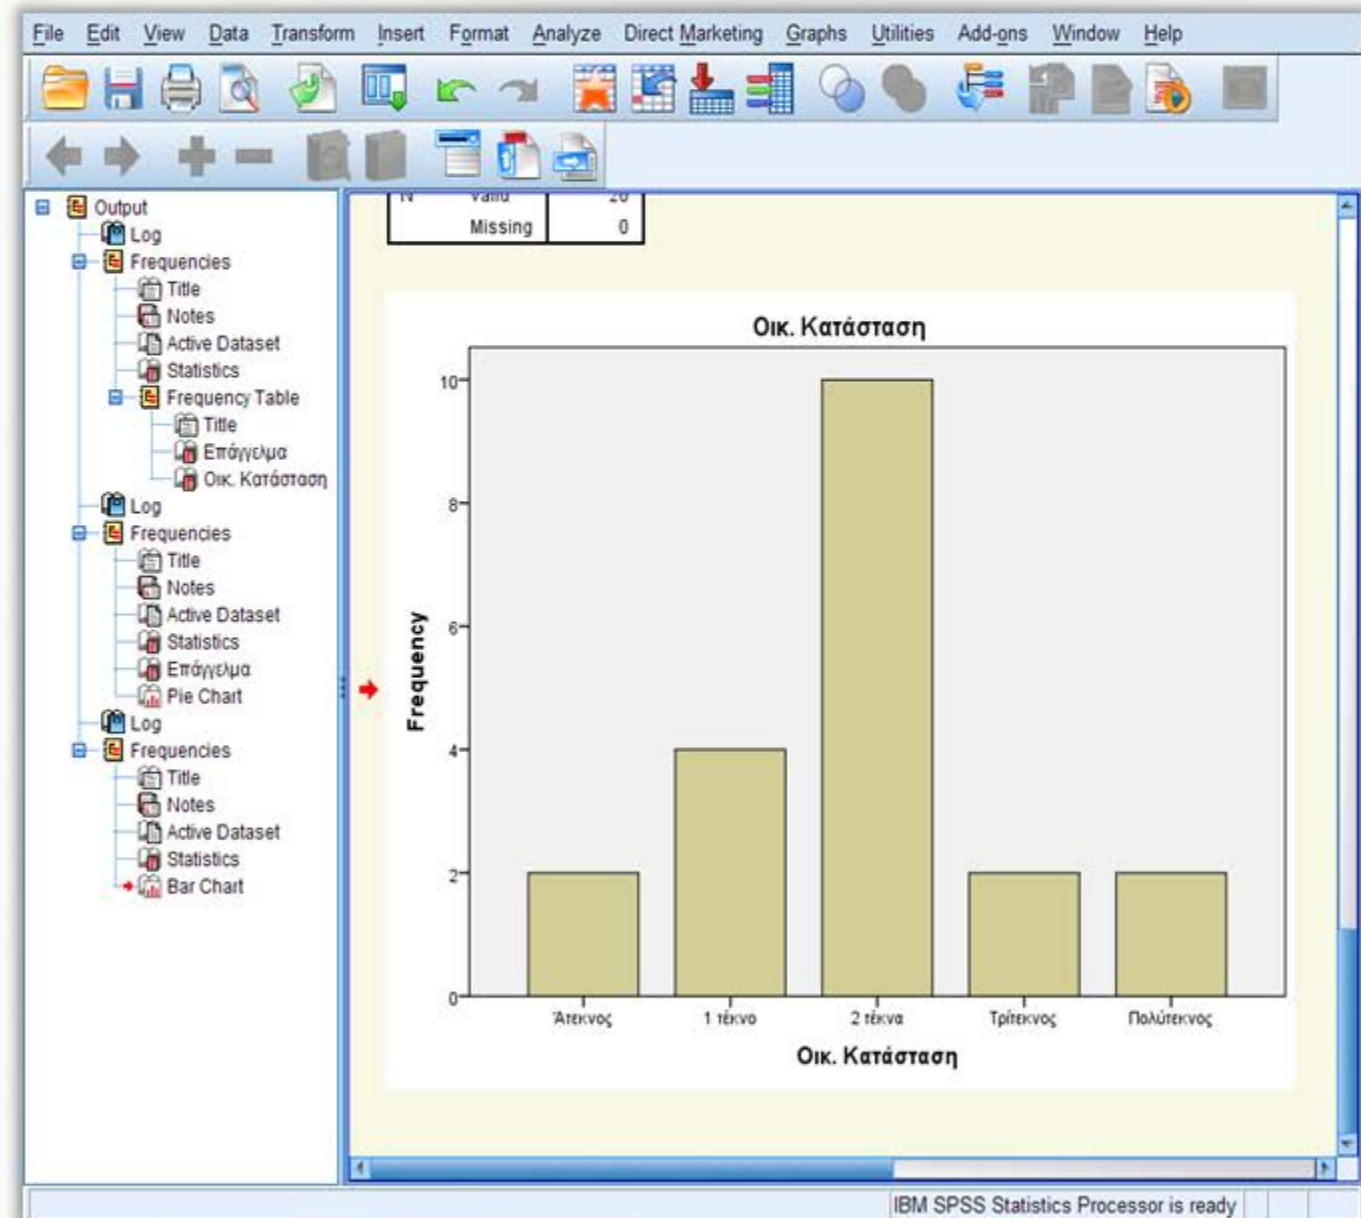 File Edit View Data Transform Insert Format Analyze Direct Marketing Graphs Utilities Add-ons Window Help
Output
Log
Frequencies
Title
Notes
Active Dataset
Statistics
Frequency Table
Title
Επάγγελμα
Οικ. Κατάσταση
Log
Frequencies
Title
Notes
Active Dataset
Statistics
Επάγγελμα
Pie Chart
Log
Frequencies
Title
Notes
Active Dataset
Statistics
Bar Chart
N Valid 20
Missing 0
Οικ. Κατάσταση
Frequency
10
8
6
4
2
0
Άτεκνος 1 τέκνο 2 τέκνα Τρίτεκνος Πολύτεκνος
Οικ. Κατάσταση
IBM SPSS Statistics Processor is ready